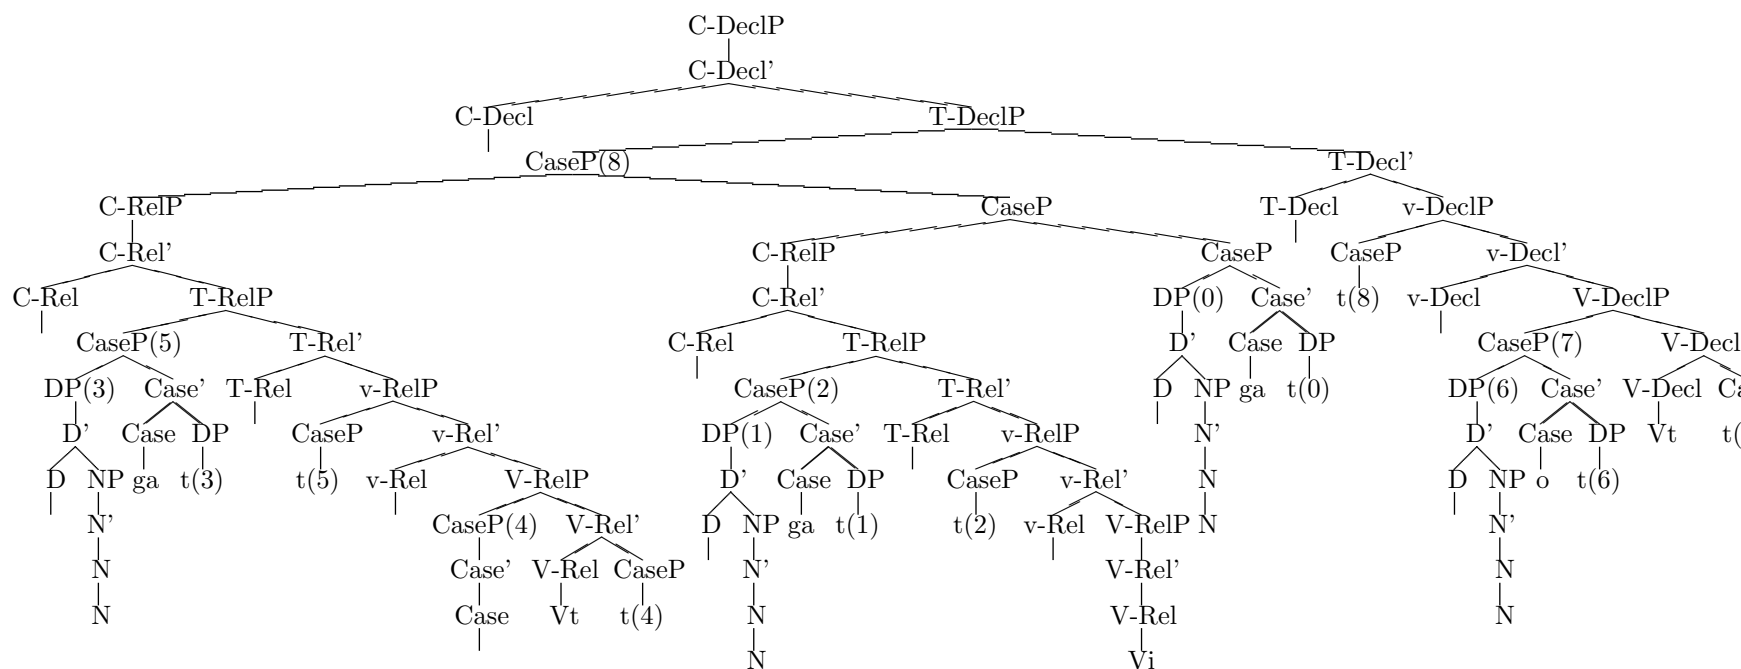 C-DeclP
C-Decl'
C-Decl T-DeclP
CaseP(8) T-Decl'
C-RelP CaseP T-Decl v-DeclP
C-Rel' C-RelP CaseP CaseP v-Decl'
C-Rel T-RelP C-Rel' DP(0) Case' t(8) v-Decl V-DeclP
CaseP(5) T-Rel' C-Rel T-RelP D' Case DP CaseP(7) V-Decl
DP(3) Case' T-Rel v-RelP CaseP(2) T-Rel' D NP ga t(0) DP(6) Case' V-Decl
D' Case DP CaseP v-Rel' DP(1) Case' T-Rel v-RelP N' D' Case DP Vt t(
D NP ga t(3) t(5) v-Rel V-RelP D' Case DP CaseP v-Rel' N D NP o t(6)
N' CaseP(4) V-Rel' D NP ga t(1) t(2) v-Rel V-RelP N N'
N Case' V-Rel CaseP N' V-Rel' N
N Case Vt t(4) N V-Rel N
N Vi